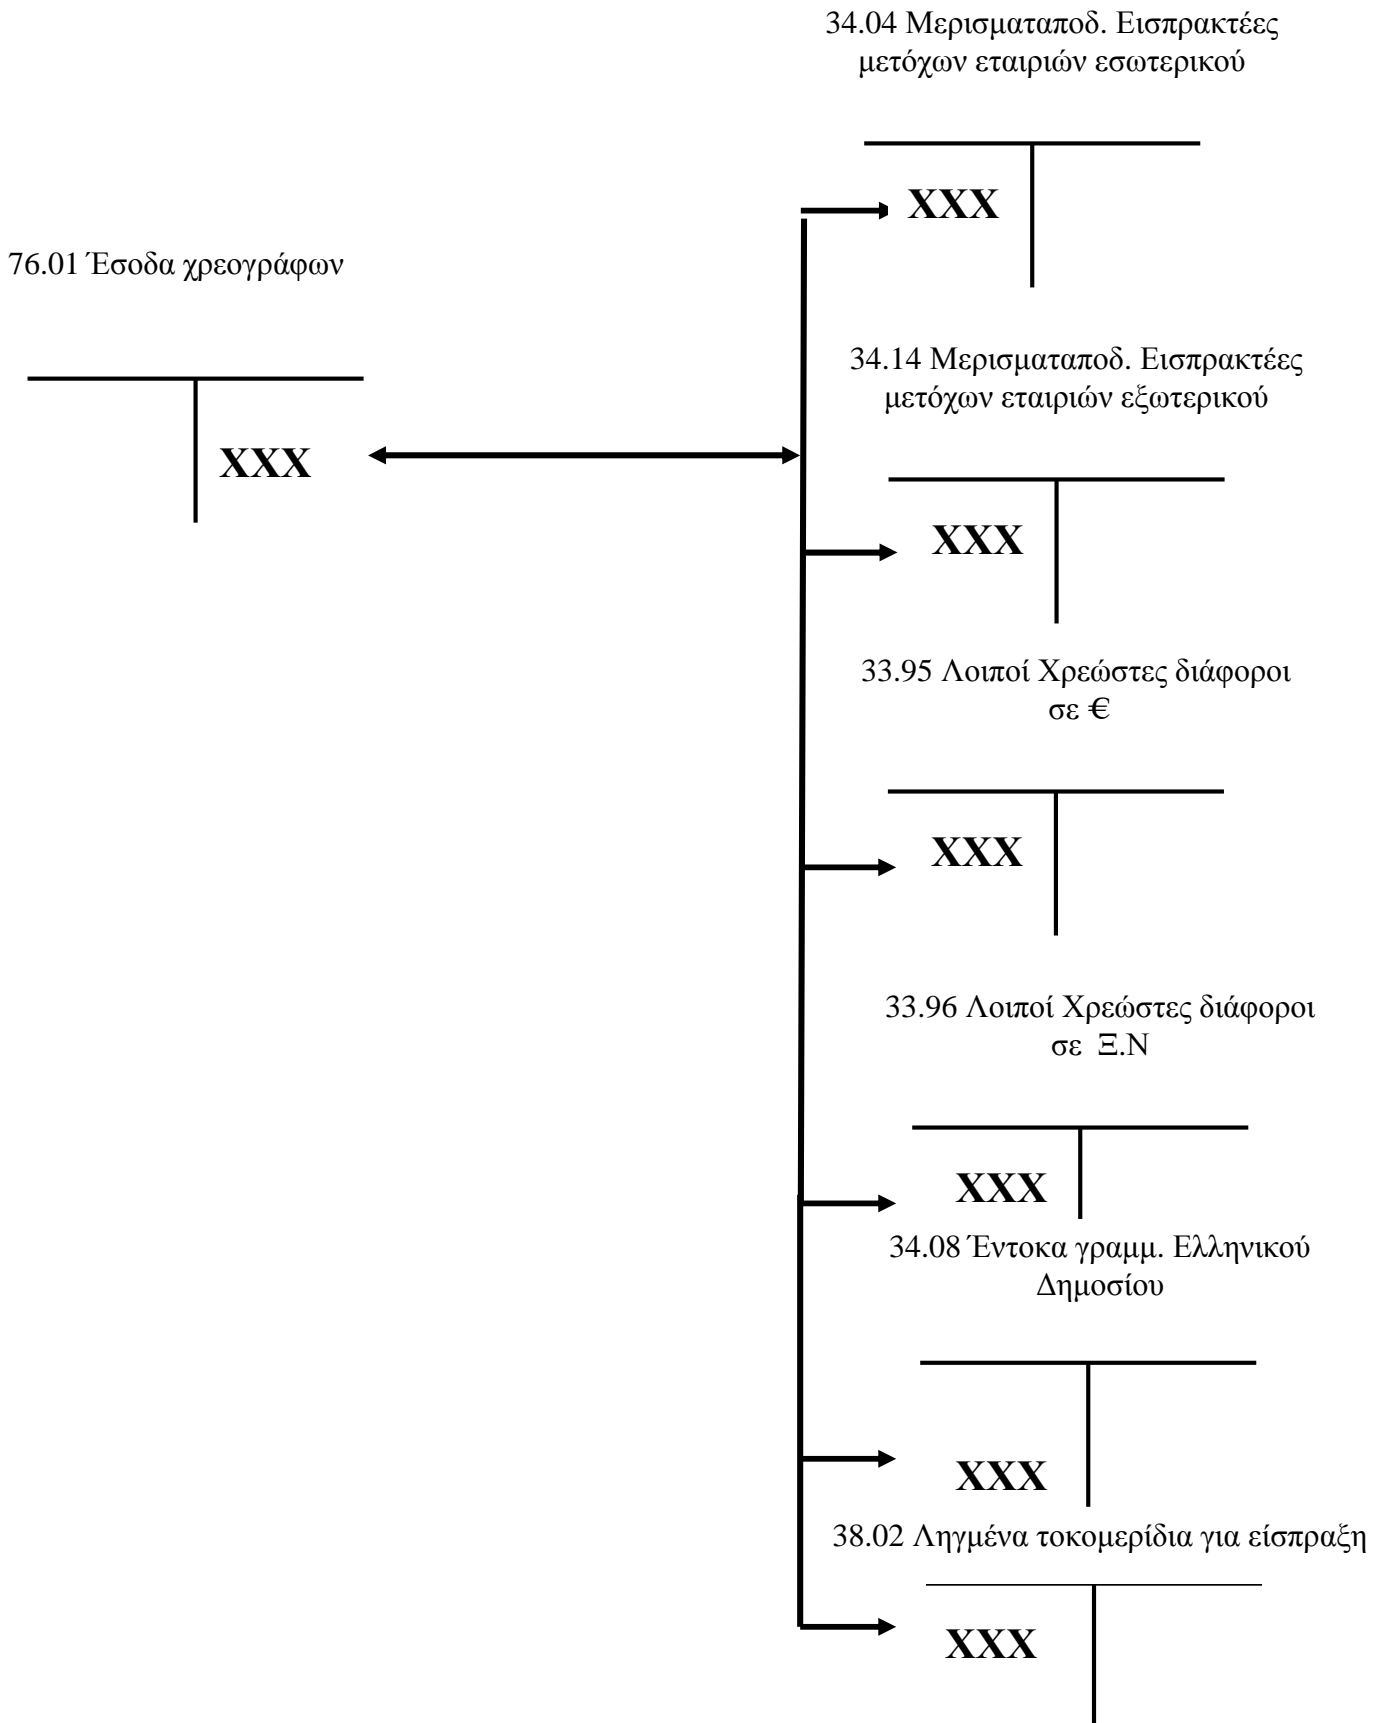 34.04 Μερισματαποδ. Εισπρακτέες
μετόχων εταιριών εσωτερικού
XXX
76.01 Έσοδα χρεογράφων
XXX
34.14 Μερισματαποδ. Εισπρακτέες
μετόχων εταιριών εξωτερικού
XXX
33.95 Λοιποί Χρεώστες διάφοροι
σε €
XXX
33.96 Λοιποί Χρεώστες διάφοροι
σε Ξ.Ν
XXX
34.08 Έντοκα γραμμ. Ελληνικού
Δημοσίου
XXX
38.02 Ληγμένα τοκομερίδια για είσπραξη
XXX